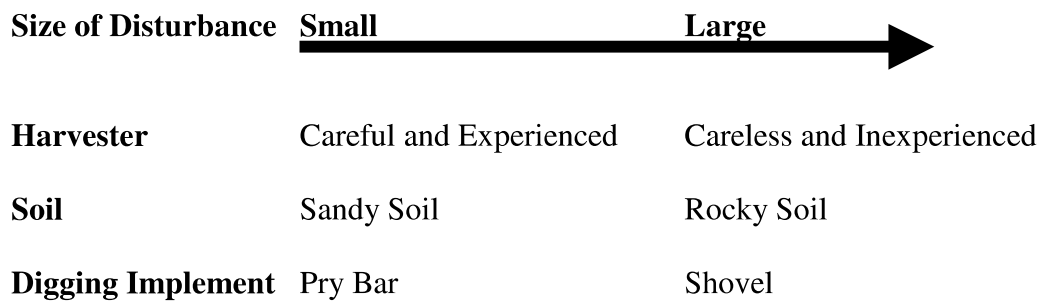 Size of Disturbance Small Large
Harvester Careful and Experienced Careless and Inexperienced
Soil Sandy Soil Rocky Soil
Digging Implement Pry Bar Shovel